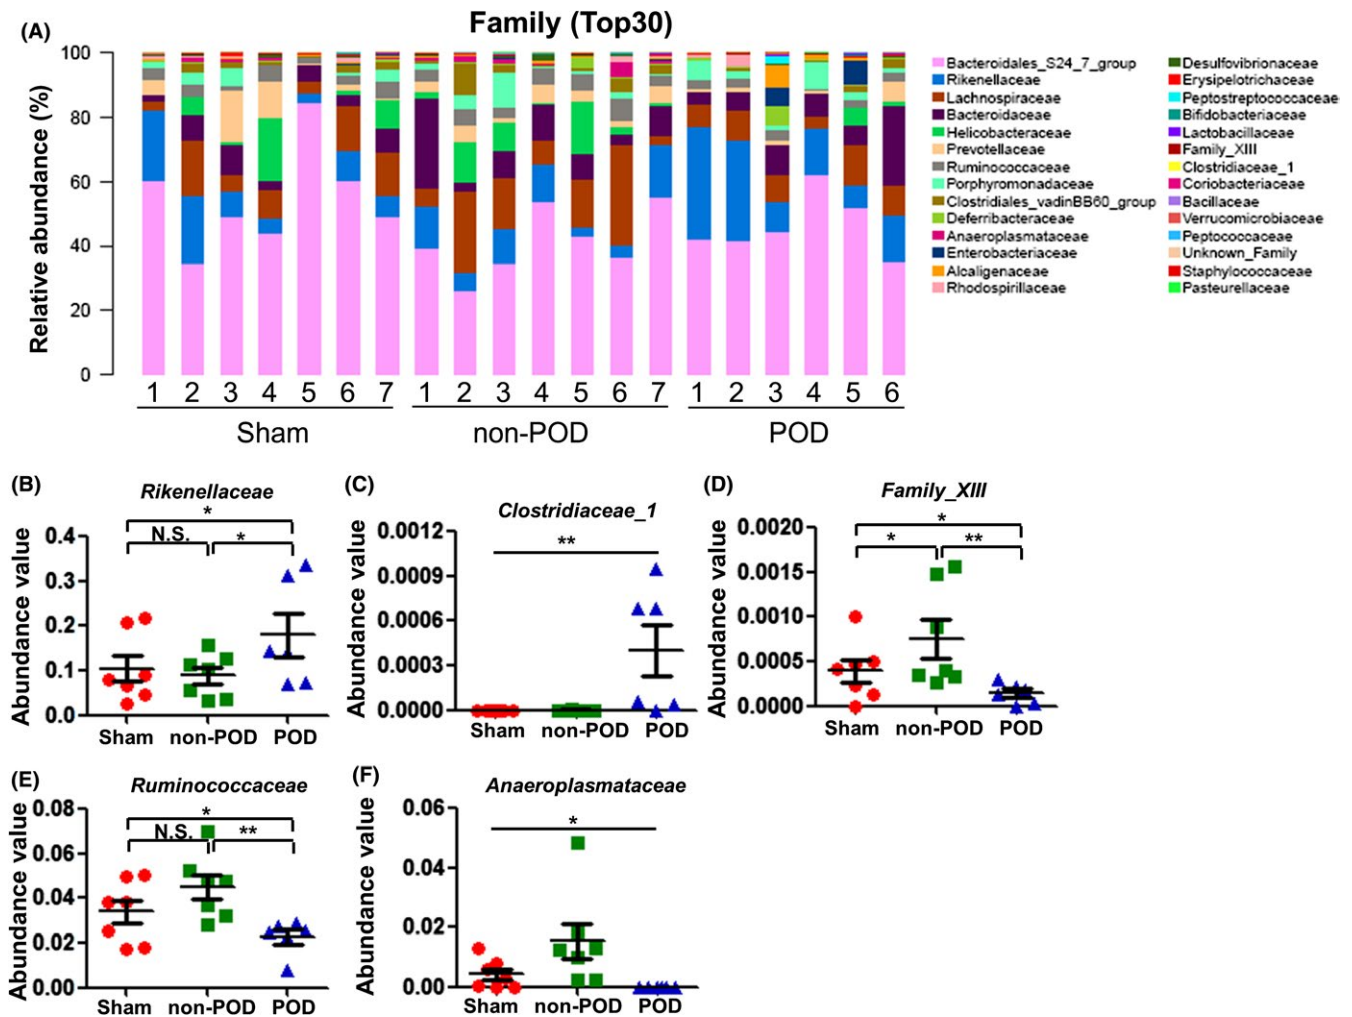 (A)
Family (Top30)
Relative abundance (%)
100
80
60
40
20
0
1 2 3 4 5 6 7 1 2 3 4 5 6 7 1 2 3 4 5 6
Sham non-POD POD
Bacteroidales_S24_7_group
Rikenellaceae
Lachnospiraceae
Bacteroidaceae
Helicobacteraceae
Prevotellaceae
Ruminococcaceae
Porphyromonadaceae
Clostridiales_vadinBB60_group
Deferribacteraceae
Anaeroplasmataceae
Enterobacteriaceae
Alcaligenaceae
Rhodospirillaceae
Desulfovibrionaceae
Erysipelotrichaceae
Peptostreptococcaceae
Bifidobacteriaceae
Lactobacillaceae
Family_XIII
Clostridiaceae_1
Coriobacteriaceae
Bacillaceae
Verrucomicrobiaceae
Peptococcaceae
Unknown_Family
Staphylococcaceae
Pasteurellaceae
(B)
Rikenellaceae
Abundance value
0.4
0.3
0.2
0.1
0.0
*
N.S. *
Sham non-POD POD
(C)
Clostridiaceae_1
Abundance value
0.0012
0.0009
0.0006
0.0003
0.0000
**
Sham non-POD POD
(D)
Family_XIII
Abundance value
0.0020
0.0015
0.0010
0.0005
0.0000
*
* **
Sham non-POD POD
(E)
Ruminococcaceae
Abundance value
0.08
0.06
0.04
0.02
0.00
*
N.S. **
Sham non-POD POD
(F)
Anaeroplasmataceae
Abundance value
0.06
0.04
0.02
0.00
*
Sham non-POD POD